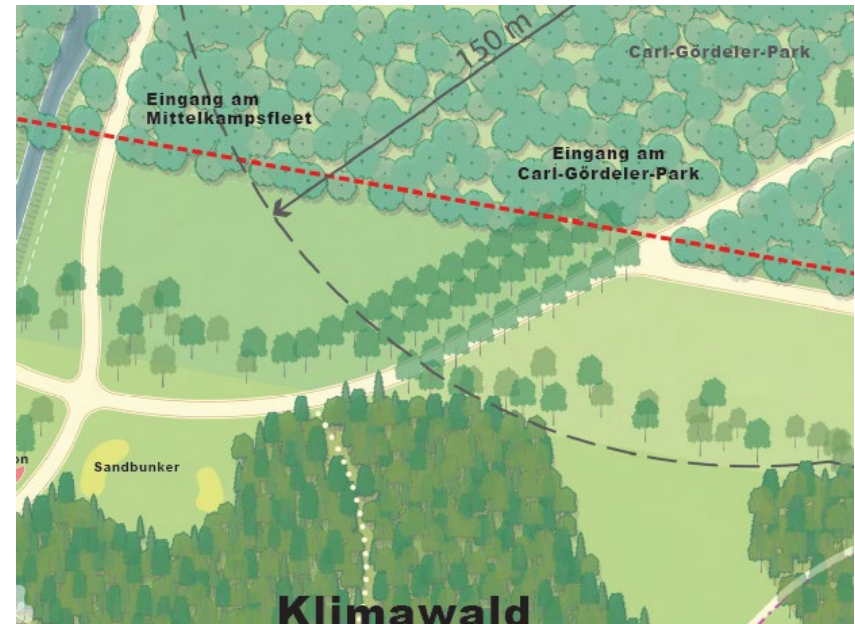 150 m
Carl-Gördeler-Park
Eingang am
Mittelkampsfleet
Eingang am
Carl-Gördeler-Park
Sandbunker
Klimawald